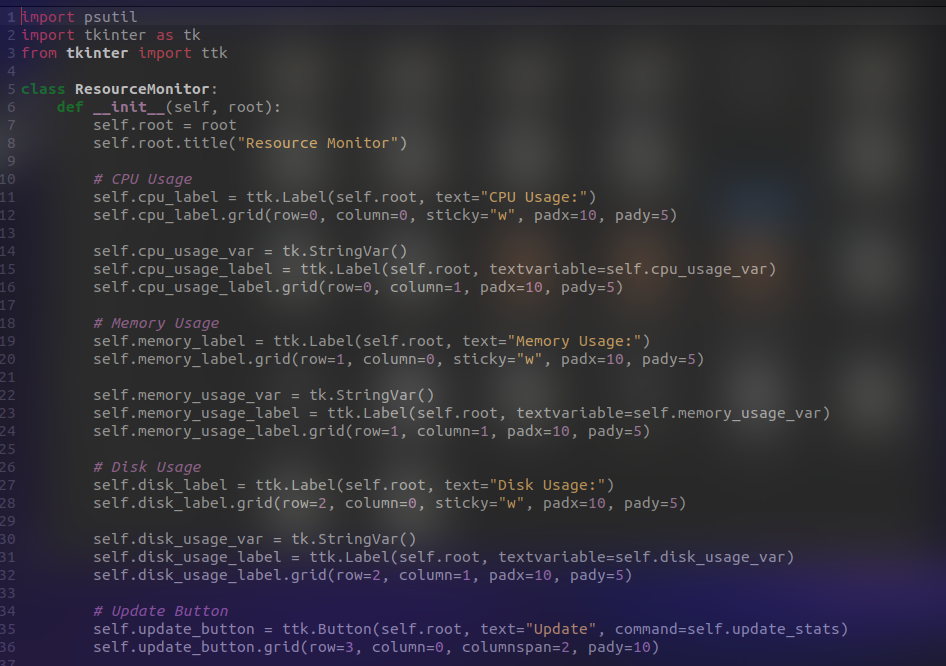 1 import psutil
2 import tkinter as tk
3 from tkinter import ttk
4
5 class ResourceMonitor:
6     def __init__(self, root):
7         self.root = root
8         self.root.title("Resource Monitor")
9
10         # CPU Usage
11         self.cpu_label = ttk.Label(self.root, text="CPU Usage:")
12         self.cpu_label.grid(row=0, column=0, sticky="w", padx=10, pady=5)
13
14         self.cpu_usage_var = tk.StringVar()
15         self.cpu_usage_label = ttk.Label(self.root, textvariable=self.cpu_usage_var)
16         self.cpu_usage_label.grid(row=0, column=1, padx=10, pady=5)
17
18         # Memory Usage
19         self.memory_label = ttk.Label(self.root, text="Memory Usage:")
20         self.memory_label.grid(row=1, column=0, sticky="w", padx=10, pady=5)
21
22         self.memory_usage_var = tk.StringVar()
23         self.memory_usage_label = ttk.Label(self.root, textvariable=self.memory_usage_var)
24         self.memory_usage_label.grid(row=1, column=1, padx=10, pady=5)
25
26         # Disk Usage
27         self.disk_label = ttk.Label(self.root, text="Disk Usage:")
28         self.disk_label.grid(row=2, column=0, sticky="w", padx=10, pady=5)
29
30         self.disk_usage_var = tk.StringVar()
31         self.disk_usage_label = ttk.Label(self.root, textvariable=self.disk_usage_var)
32         self.disk_usage_label.grid(row=2, column=1, padx=10, pady=5)
33
34         # Update Button
35         self.update_button = ttk.Button(self.root, text="Update", command=self.update_stats)
36         self.update_button.grid(row=3, column=0, columnspan=2, pady=10)
37